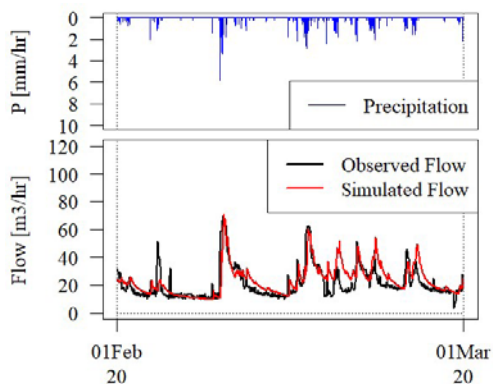 0
2
4
6
8
10
P [mm/hr]
Precipitation
120
100
80
60
40
20
0
Flow [m3/hr]
Observed Flow
Simulated Flow
01Feb
20
01Mar
20